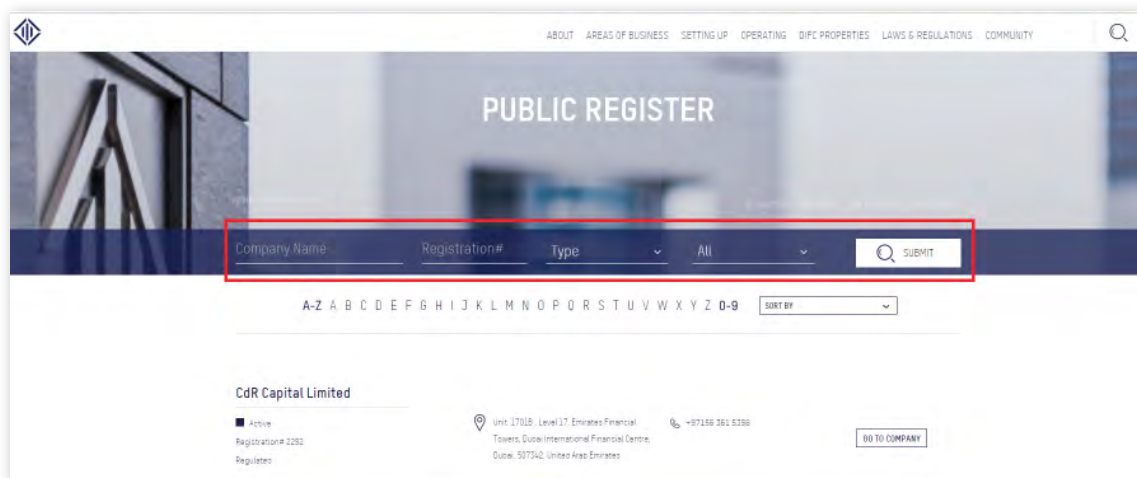 ABOUT AREAS OF BUSINESS SETTING UP OPERATING DIFC PROPERTIES LAWS & REGULATIONS COMMUNITY
PUBLIC REGISTER
Company Name Registration# Type All SUBMIT
A-Z A B C D E F G H I J K L M N O P Q R S T U V W X Y Z 0-9 SORT BY
CdR Capital Limited
Active
Registration# 2292
Regulated
Unit 1701B, Level 17, Emirates Financial
Towers, Dubai International Financial Centre,
Dubai, 507342, United Arab Emirates
+97156 361 5396
GO TO COMPANY